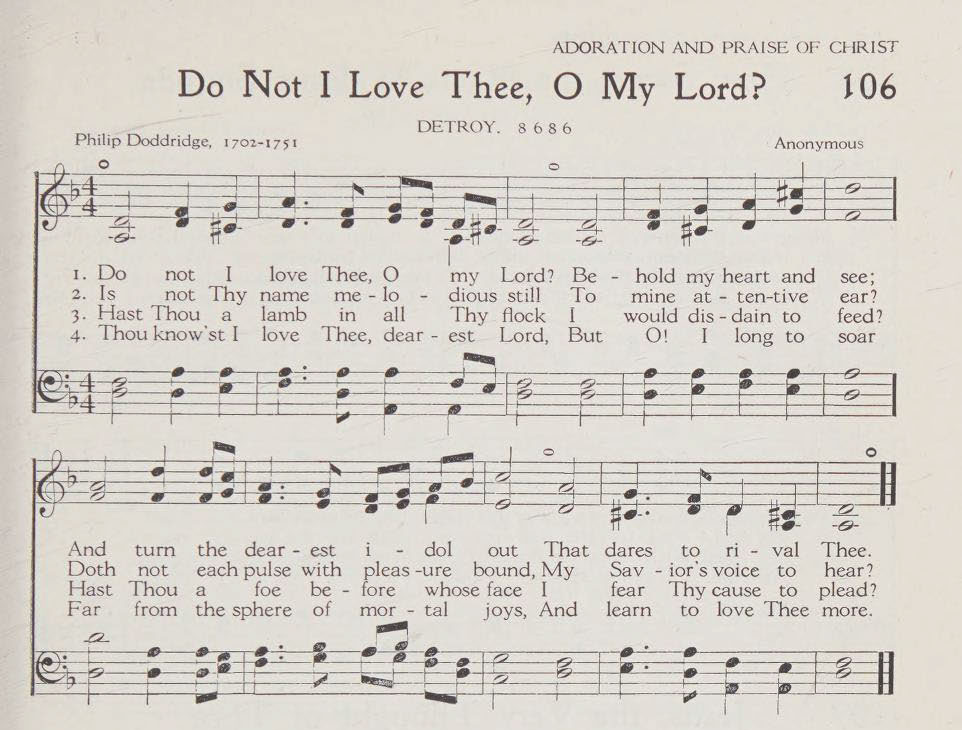 ADORATION AND PRAISE OF CHRIST
Do Not I Love Thee, O My Lord? 106
DETROY. 8 6 8 6
Philip Doddridge, 1702-1751 Anonymous
4
4
1. Do not I love Thee, O my Lord? Be - hold my heart and see;
2. Is not Thy name me - lo - dious still To mine at - ten-tive ear?
3. Hast Thou a lamb in all Thy flock I would dis - dain to feed?
4. Thou know'st I love Thee, dear - est Lord, But O! I long to soar
4
4
And turn the dear - est i - dol out That dares to ri - val Thee.
Doth not each pulse with pleas -ure bound, My Sav - ior's voice to hear?
Hast Thou a foe be - fore whose face I fear Thy cause to plead?
Far from the sphere of mor - tal joys, And learn to love Thee more.